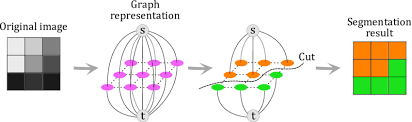 Original image
Graph
representation
s
t
s
Cut
t
Segmentation
result